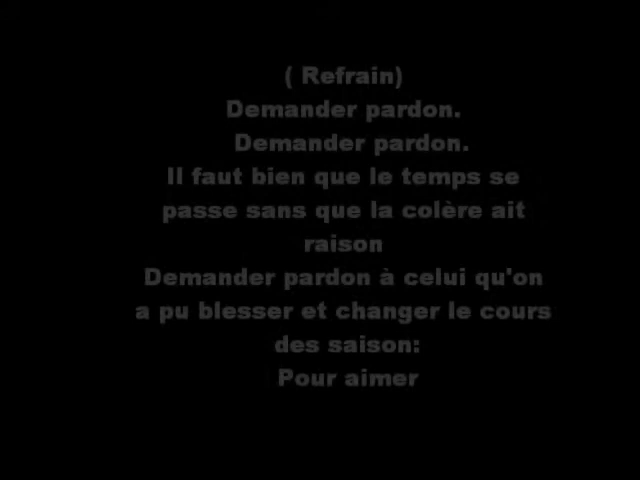 ( Refrain)
Demander pardon.
Demander pardon.
Il faut bien que le temps se
passe sans que la colère ait
raison
Demander pardon à celui qu'on
a pu blesser et changer le cours
des saison:
Pour aimer